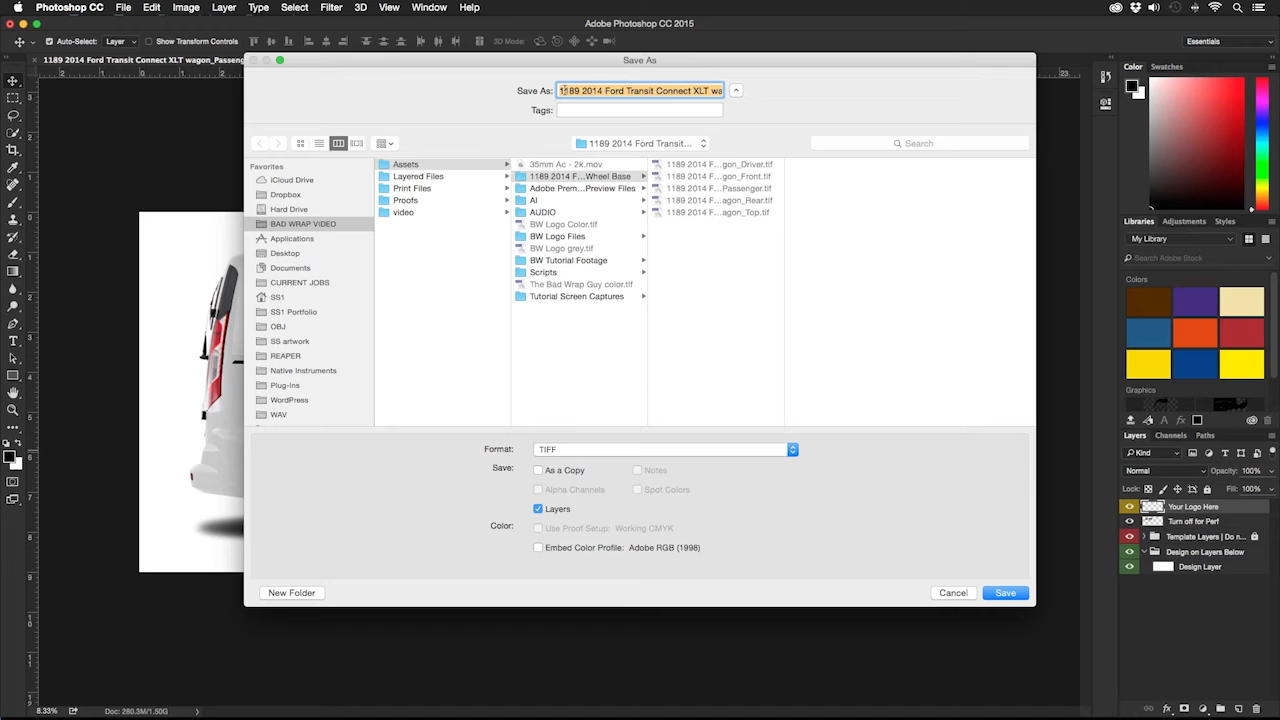 Photoshop CC File Edit Image Layer Type Select Filter 3D View Window Help
Adobe Photoshop CC 2015
Auto-Select: Layer Show Transform Controls 3D Mode: Essentials
1189 2014 Ford Transit Connect XLT wagon_Passenge
Save As
Save As: 1189 2014 Ford Transit Connect XLT wa
Tags:
1189 2014 Ford Transit... Search
Favorites
iCloud Drive
Dropbox
Hard Drive
BAD WRAP VIDEO
Applications
Desktop
Documents
CURRENT JOBS
SS1
SS1 Portfolio
OBJ
SS artwork
REAPER
Native Instruments
Plug-Ins
WordPress
WAV
Assets
Layered Files
Print Files
Proofs
video
35mm Ac - 2k.mov
1189 2014 F...Wheel Base
Adobe Prem...Preview Files
AI
AUDIO
BW Logo Color.tif
BW Logo Files
BW Logo grey.tif
BW Tutorial Footage
Scripts
The Bad Wrap Guy color.tif
Tutorial Screen Captures
1189 2014 F...gon_Driver.tif
1189 2014 F...gon_Front.tif
1189 2014 F...Passenger.tif
1189 2014 F...agon_Rear.tif
1189 2014 F...agon_Top.tif
Format: TIFF
Save: As a Copy Notes
Alpha Channels Spot Colors
Layers
Color: Use Proof Setup: Working CMYK
Embed Color Profile: Adobe RGB (1998)
New Folder Cancel Save
Color Swatches
Libraries Adjustments Styles
My Library
Search Adobe Stock
Colors
Graphics
Layers Channels Paths
Kind
Normal Opacity: 100%
Lock: Fill: 100%
Your Logo Here
Turn off for Perf
Template Layers | Do n...
Design on Layers Below
Design Layer
8.33% Doc: 280.3M/1.50G